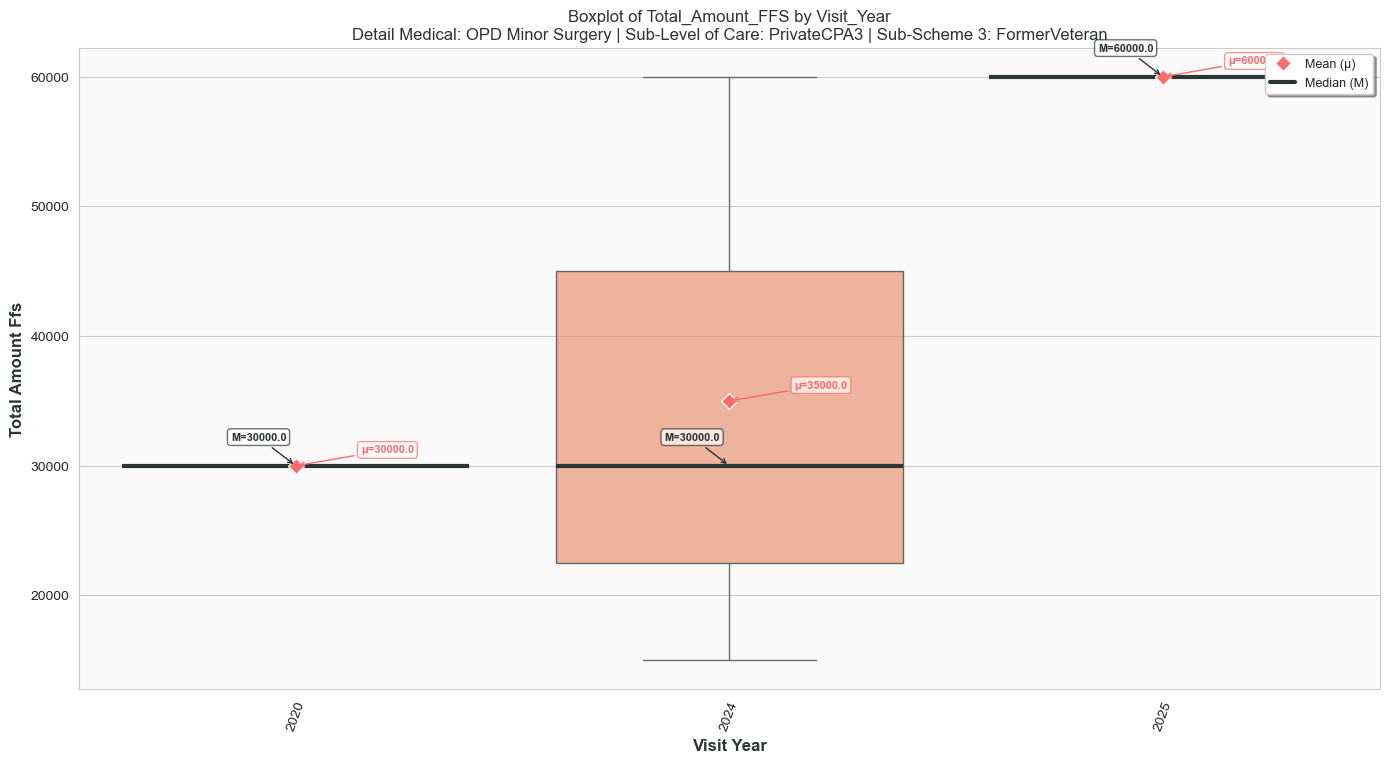 Boxplot of Total_Amount_FFS by Visit_Year
Detail Medical: OPD Minor Surgery | Sub-Level of Care: PrivateCPA3 | Sub-Scheme 3: FormerVeteran
M=60000.0
Mean (μ)
Median (M)
60000
50000
40000
30000
20000
Total Amount Ffs
M=30000.0
μ=30000.0
μ=35000.0
M=30000.0
2020
2024
2025
Visit Year